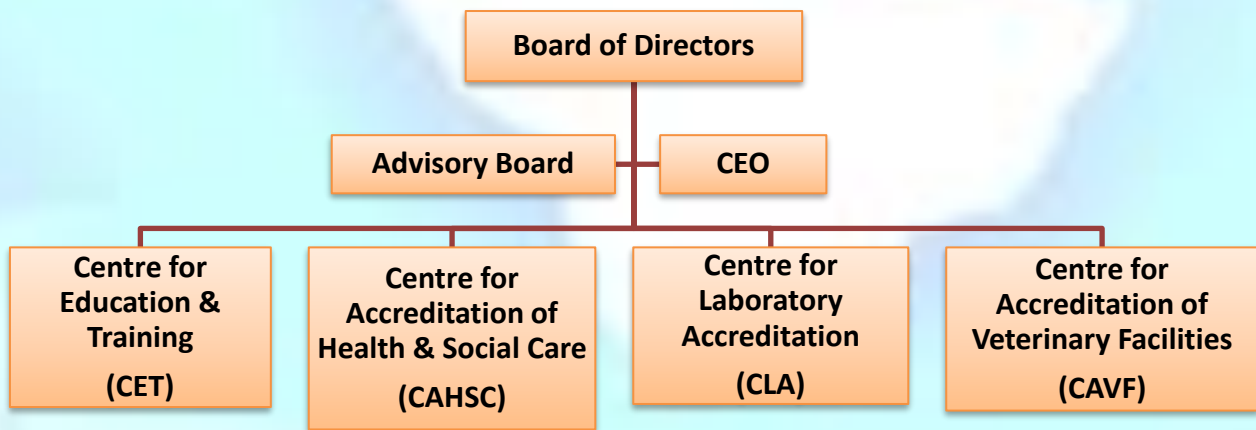 Board of Directors
Advisory Board
CEO
Centre for
Education &
Training
(CET)
Centre for
Accreditation of
Health & Social Care
(CAHSC)
Centre for
Laboratory
Accreditation
(CLA)
Centre for
Accreditation of
Veterinary Facilities
(CAVF)